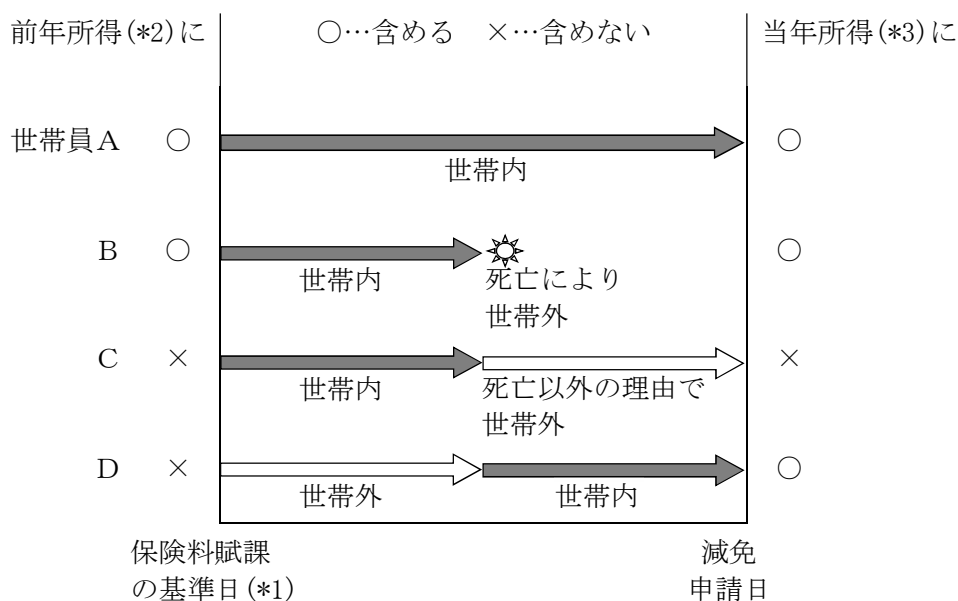 前年所得(*2)に ○…含める ×…含めない 当年所得(*3)に
世帯員A ○ ○
世帯内
B ○ ○
世帯内 死亡により
世帯外
C × ×
世帯内 死亡以外の理由で
世帯外
D × ○
世帯外 世帯内
保険料賦課 減免
の基準日(*1) 申請日